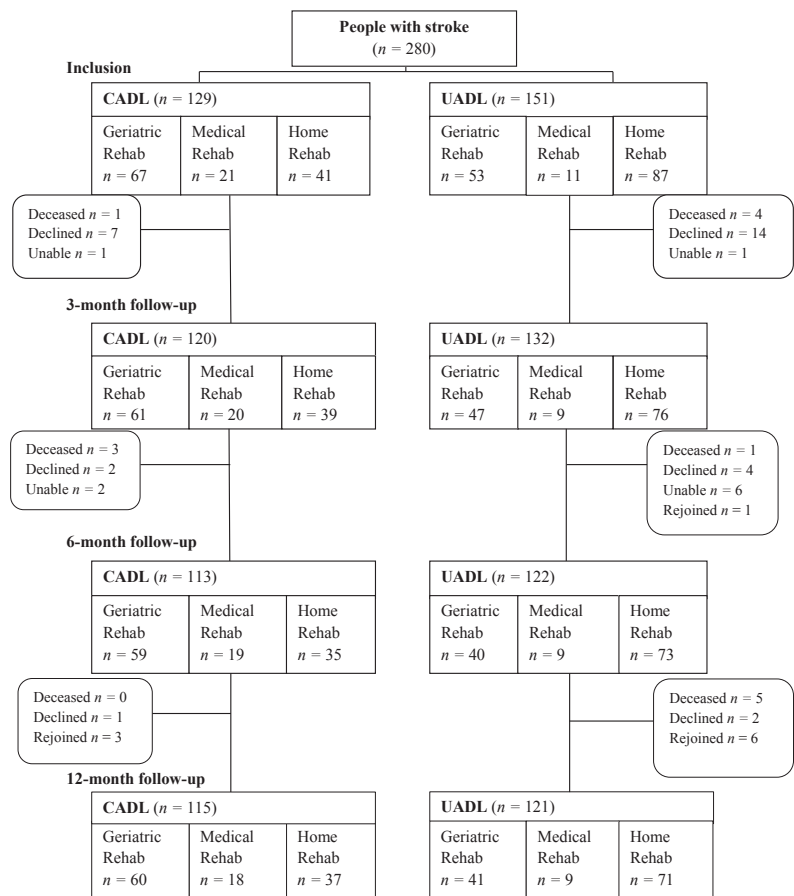 People with stroke
(n = 280)
Inclusion
CADL (n = 129)
Geriatric
Rehab
n = 67
Medical
Rehab
n = 21
Home
Rehab
n = 41
UADL (n = 151)
Geriatric
Rehab
n = 53
Medical
Rehab
n = 11
Home
Rehab
n = 87
Deceased n = 1
Declined n = 7
Unable n = 1
Deceased n = 4
Declined n = 14
Unable n = 1
3-month follow-up
CADL (n = 120)
Geriatric
Rehab
n = 61
Medical
Rehab
n = 20
Home
Rehab
n = 39
UADL (n = 132)
Geriatric
Rehab
n = 47
Medical
Rehab
n = 9
Home
Rehab
n = 76
Deceased n = 3
Declined n = 2
Unable n = 2
Deceased n = 1
Declined n = 4
Unable n = 6
Rejoined n = 1
6-month follow-up
CADL (n = 113)
Geriatric
Rehab
n = 59
Medical
Rehab
n = 19
Home
Rehab
n = 35
UADL (n = 122)
Geriatric
Rehab
n = 40
Medical
Rehab
n = 9
Home
Rehab
n = 73
Deceased n = 0
Declined n = 1
Rejoined n = 3
Deceased n = 5
Declined n = 2
Rejoined n = 6
12-month follow-up
CADL (n = 115)
Geriatric
Rehab
n = 60
Medical
Rehab
n = 18
Home
Rehab
n = 37
UADL (n = 121)
Geriatric
Rehab
n = 41
Medical
Rehab
n = 9
Home
Rehab
n = 71